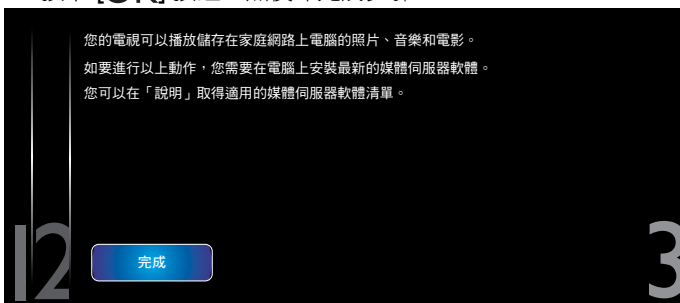 您的電視可以播放儲存在家庭網路上電腦的照片、音樂和電影。
如要進行以上動作，您需要在電腦上安裝最新的媒體伺服器軟體。
您可以在「說明」取得適用的媒體伺服器軟體清單。
12
完成
3